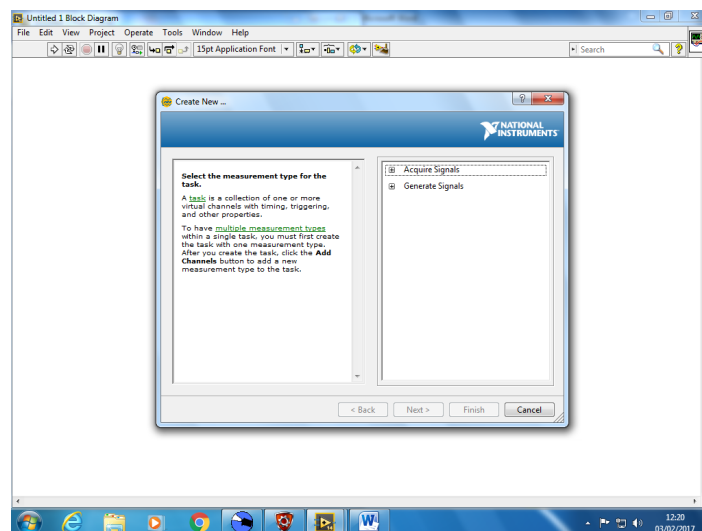 Untitled 1 Block Diagram
File Edit View Project Operate Tools Window Help
15pt Application Font
Search
Create New ...
NATIONAL
INSTRUMENTS
Select the measurement type for the
task.
A task is a collection of one or more
virtual channels with timing, triggering,
and other properties.
To have multiple measurement types
within a single task, you must first create
the task with one measurement type.
After you create the task, click the Add
Channels button to add a new
measurement type to the task.
Acquire Signals
Generate Signals
< Back Next > Finish Cancel
12:20
03/02/2017